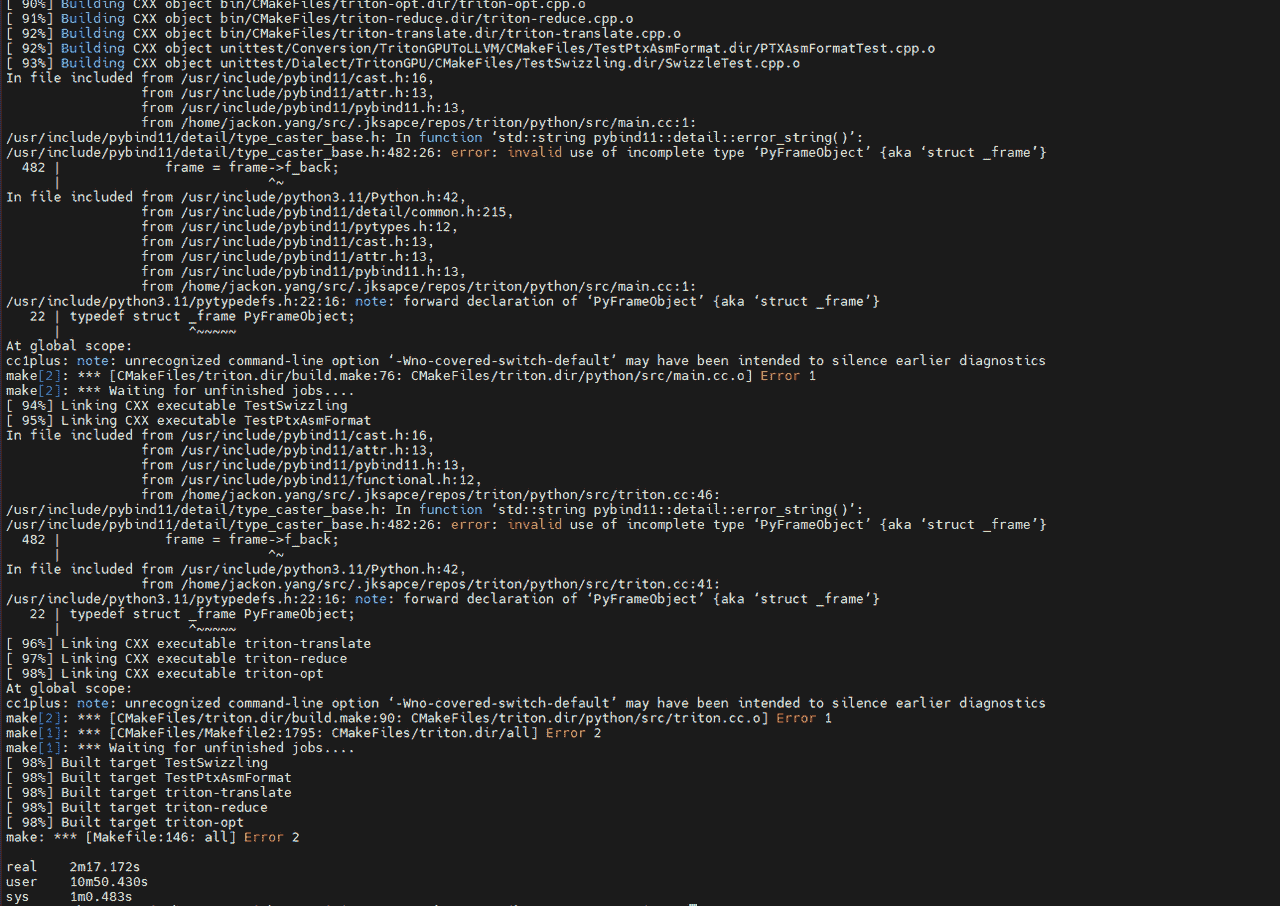 [ 90%] Building CXX object bin/CMakeFiles/triton-opt.dir/triton-opt.cpp.o
[ 91%] Building CXX object bin/CMakeFiles/triton-reduce.dir/triton-reduce.cpp.o
[ 92%] Building CXX object bin/CMakeFiles/triton-translate.dir/triton-translate.cpp.o
[ 92%] Building CXX object unittest/Conversion/TritonGPUToLLVM/CMakeFiles/TestPtxAsmFormat.dir/PTXAsmFormatTest.cpp.o
[ 93%] Building CXX object unittest/Dialect/TritonGPU/CMakeFiles/TestSwizzling.dir/SwizzleTest.cpp.o
In file included from /usr/include/pybind11/cast.h:16,
                 from /usr/include/pybind11/attr.h:13,
                 from /usr/include/pybind11/pybind11.h:13,
                 from /home/jackon.yang/src/.jksapce/repos/triton/python/src/main.cc:1:
/usr/include/pybind11/detail/type_caster_base.h: In function ‘std::string pybind11::detail::error_string()’:
/usr/include/pybind11/detail/type_caster_base.h:482:26: error: invalid use of incomplete type ‘PyFrameObject’ {aka ‘struct _frame’}
  482 |             frame = frame->f_back;
      |                          ^~
In file included from /usr/include/python3.11/Python.h:42,
                 from /usr/include/pybind11/detail/common.h:215,
                 from /usr/include/pybind11/pytypes.h:12,
                 from /usr/include/pybind11/cast.h:13,
                 from /usr/include/pybind11/attr.h:13,
                 from /usr/include/pybind11/pybind11.h:13,
                 from /home/jackon.yang/src/.jksapce/repos/triton/python/src/main.cc:1:
/usr/include/python3.11/pytypedefs.h:22:16: note: forward declaration of ‘PyFrameObject’ {aka ‘struct _frame’}
   22 | typedef struct _frame PyFrameObject;
      |                ^~~~~~
At global scope:
cc1plus: note: unrecognized command-line option ‘-Wno-covered-switch-default’ may have been intended to silence earlier diagnostics
make[2]: *** [CMakeFiles/triton.dir/build.make:76: CMakeFiles/triton.dir/python/src/main.cc.o] Error 1
make[2]: *** Waiting for unfinished jobs....
[ 94%] Linking CXX executable TestSwizzling
[ 95%] Linking CXX executable TestPtxAsmFormat
In file included from /usr/include/pybind11/cast.h:16,
                 from /usr/include/pybind11/attr.h:13,
                 from /usr/include/pybind11/pybind11.h:13,
                 from /usr/include/pybind11/functional.h:12,
                 from /home/jackon.yang/src/.jksapce/repos/triton/python/src/triton.cc:46:
/usr/include/pybind11/detail/type_caster_base.h: In function ‘std::string pybind11::detail::error_string()’:
/usr/include/pybind11/detail/type_caster_base.h:482:26: error: invalid use of incomplete type ‘PyFrameObject’ {aka ‘struct _frame’}
  482 |             frame = frame->f_back;
      |                          ^~
In file included from /usr/include/python3.11/Python.h:42,
                 from /home/jackon.yang/src/.jksapce/repos/triton/python/src/triton.cc:41:
/usr/include/python3.11/pytypedefs.h:22:16: note: forward declaration of ‘PyFrameObject’ {aka ‘struct _frame’}
   22 | typedef struct _frame PyFrameObject;
      |                ^~~~~~
[ 96%] Linking CXX executable triton-translate
[ 97%] Linking CXX executable triton-reduce
[ 98%] Linking CXX executable triton-opt
At global scope:
cc1plus: note: unrecognized command-line option ‘-Wno-covered-switch-default’ may have been intended to silence earlier diagnostics
make[2]: *** [CMakeFiles/triton.dir/build.make:90: CMakeFiles/triton.dir/python/src/triton.cc.o] Error 1
make[1]: *** [CMakeFiles/Makefile2:1795: CMakeFiles/triton.dir/all] Error 2
make[1]: *** Waiting for unfinished jobs....
[ 98%] Built target TestSwizzling
[ 98%] Built target TestPtxAsmFormat
[ 98%] Built target triton-translate
[ 98%] Built target triton-reduce
[ 98%] Built target triton-opt
make: *** [Makefile:146: all] Error 2

real    2m17.172s
user    10m50.430s
sys     1m0.483s